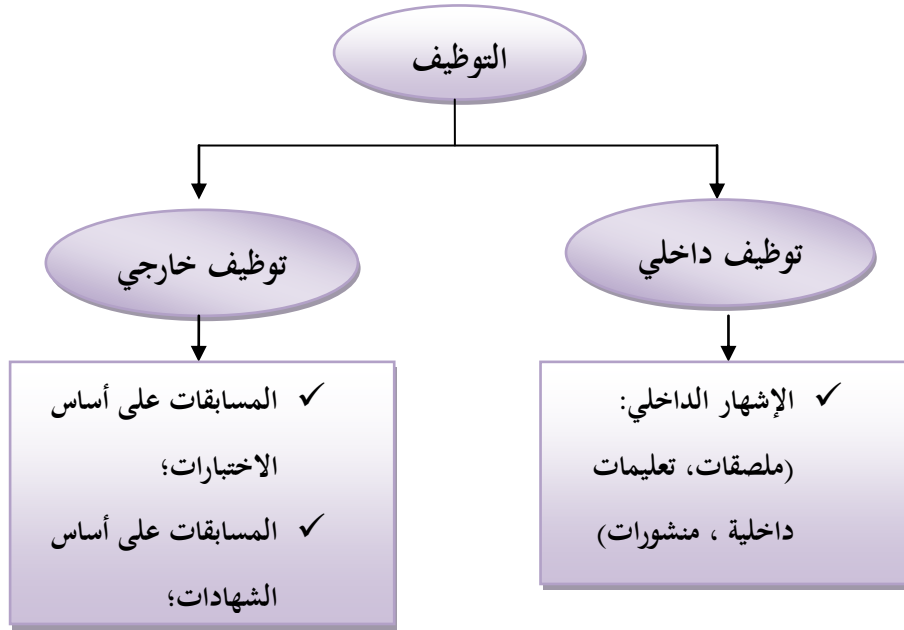 التوظيف
توظيف داخلي
توظيف خارجي
✓ الإشهار الداخلي:
(ملصقات، تعليمات
داخلية ، منشورات)
✓ المسابقات على أساس
الاختبارات؛
✓ المسابقات على أساس
الشهادات؛